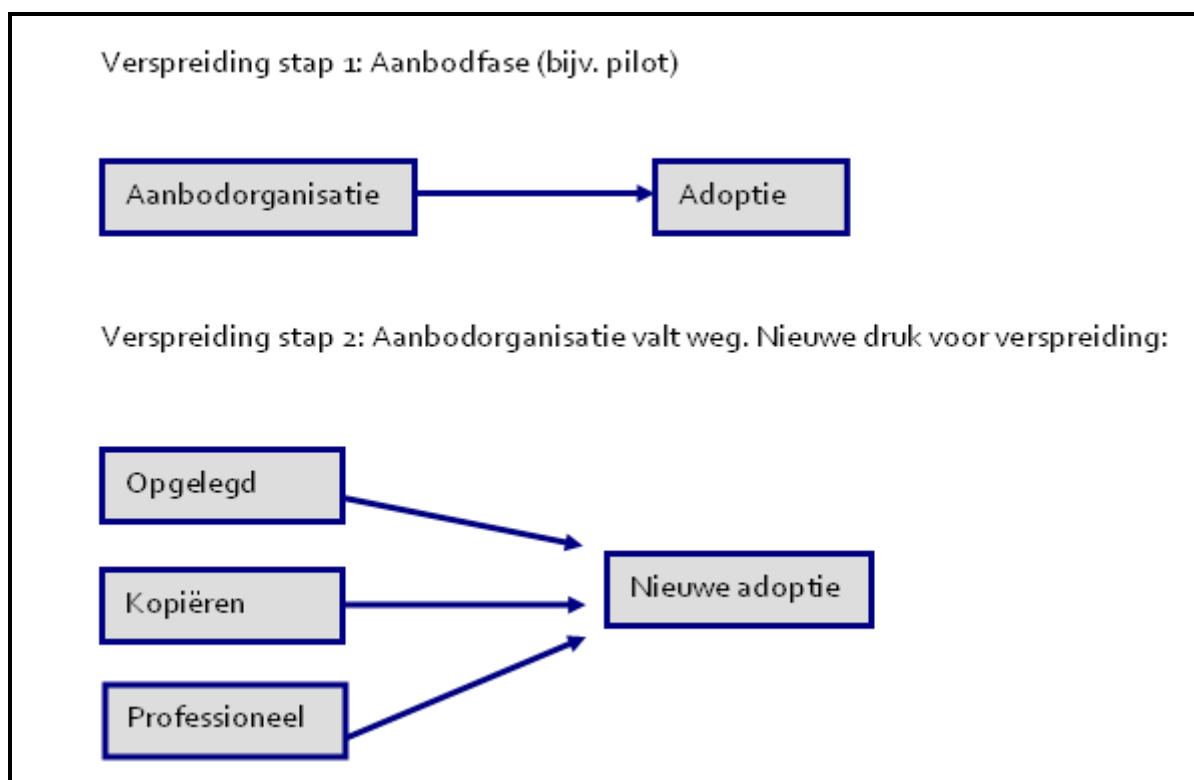 Verspreiding stap 1: Aanbodfase (bijv. pilot)
Aanbodorganisatie
Adoptie
Verspreiding stap 2: Aanbodorganisatie valt weg. Nieuwe druk voor verspreiding:
Opgelegd
Kopiëren
Nieuwe adoptie
Professioneel